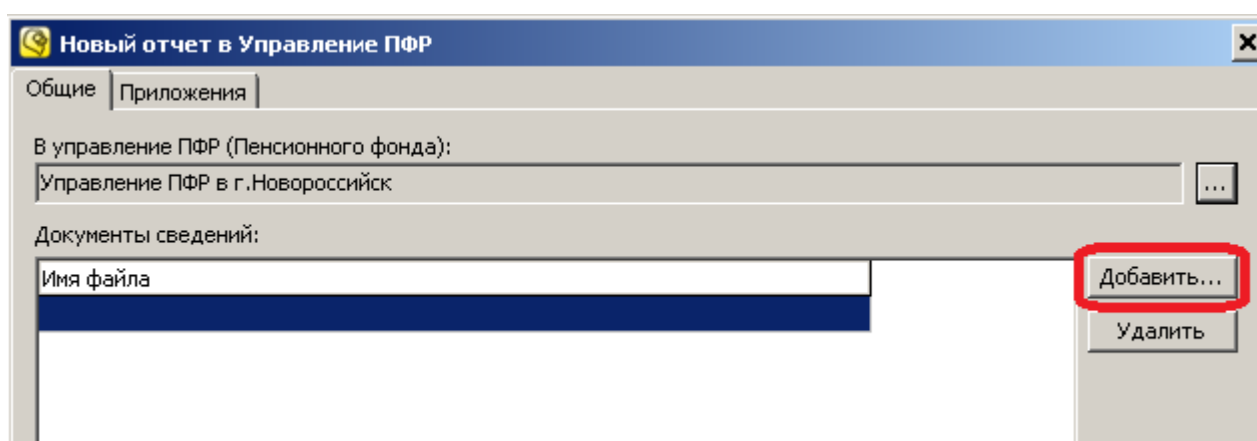 Новый отчет в Управление ПФР
Общие Приложения
В управление ПФР (Пенсионного фонда):
Управление ПФР в г.Новороссийск ...
Документы сведений:
Имя файла
Добавить...
Удалить